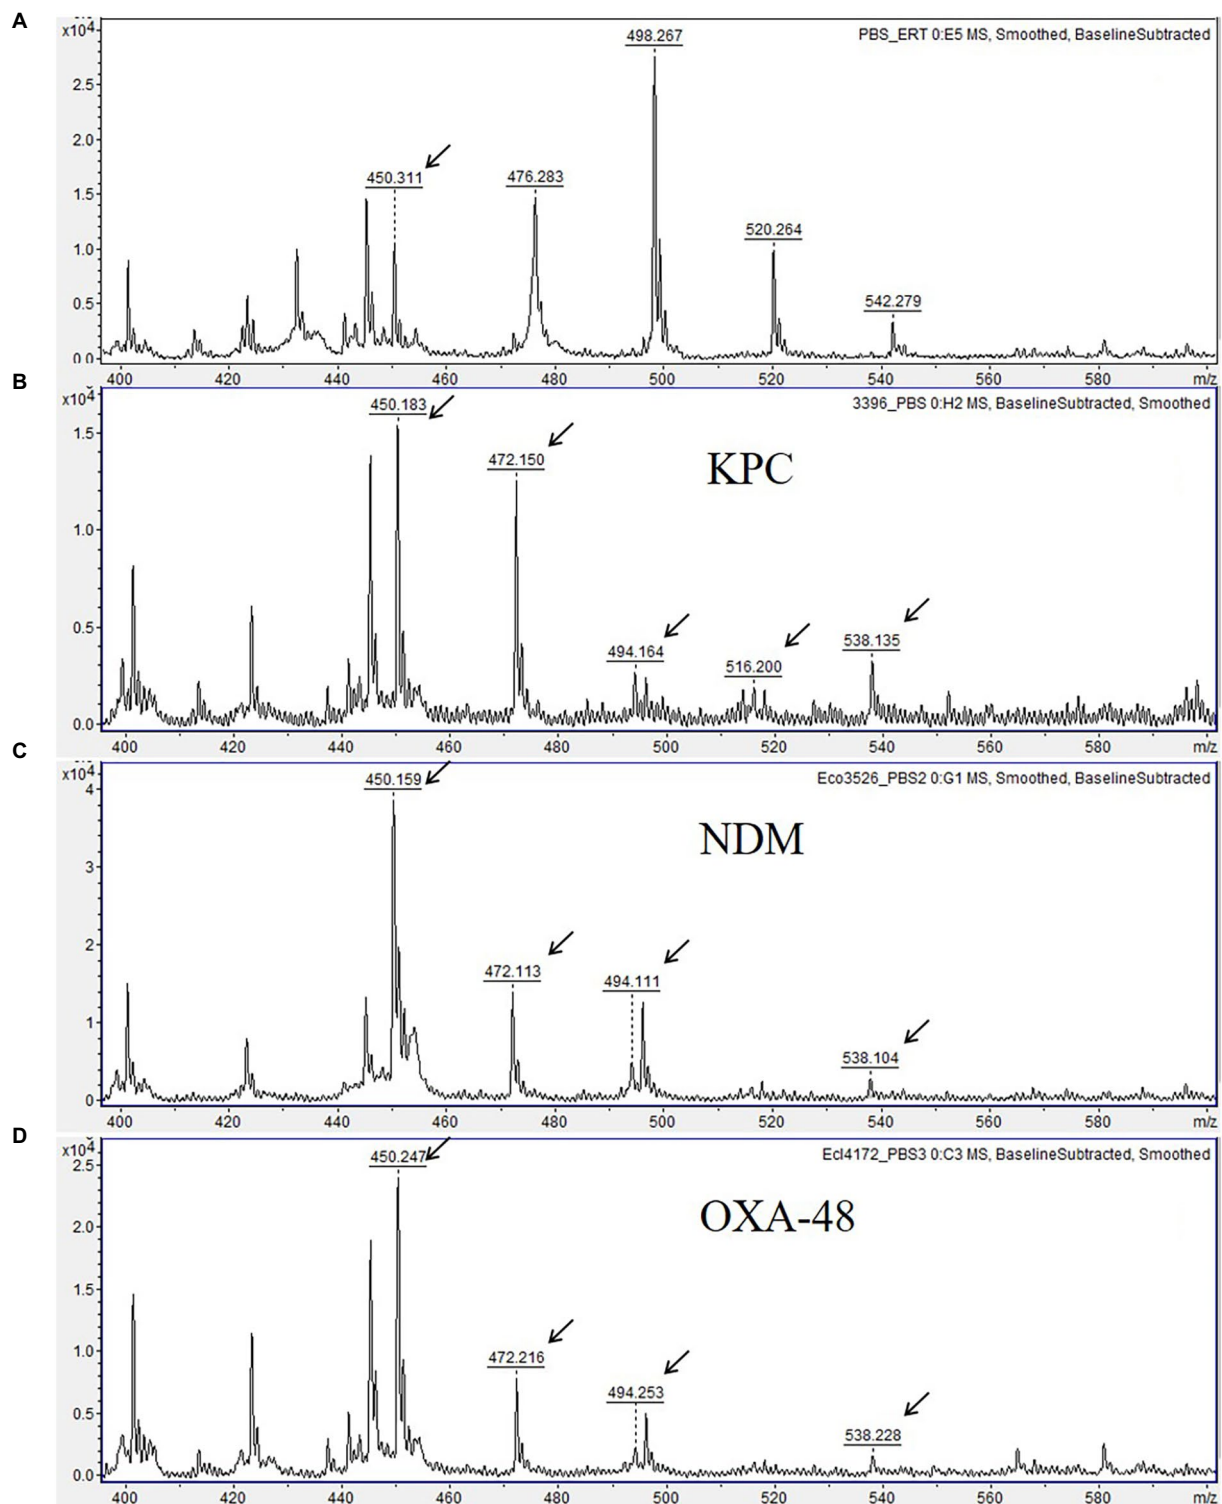 A
x10⁴
PBS_ERT 0:E5 MS, Smoothed, BaselineSubtracted
498.267
2.5
2.0
450.311
476.283
1.5
520.264
1.0
542.279
0.5
0.0
400 420 440 460 480 500 520 540 560 580 m/z
B
x10⁴
3396_PBS 0:H2 MS, BaselineSubtracted, Smoothed
450.183
1.5
472.150
KPC
1.0
494.164
516.200
538.135
0.5
0.0
400 420 440 460 480 500 520 540 560 580 m/z
C
x10⁴
Eco3526_PBS2 0:G1 MS, Smoothed, BaselineSubtracted
450.159
4
NDM
3
472.113
494.111
2
538.104
1
0
400 420 440 460 480 500 520 540 560 580 m/z
D
x10⁴
Ecl4172_PBS3 0:C3 MS, BaselineSubtracted, Smoothed
450.247
2.5
OXA-48
2.0
1.5
472.216
494.253
1.0
538.228
0.5
0.0
400 420 440 460 480 500 520 540 560 580 m/z